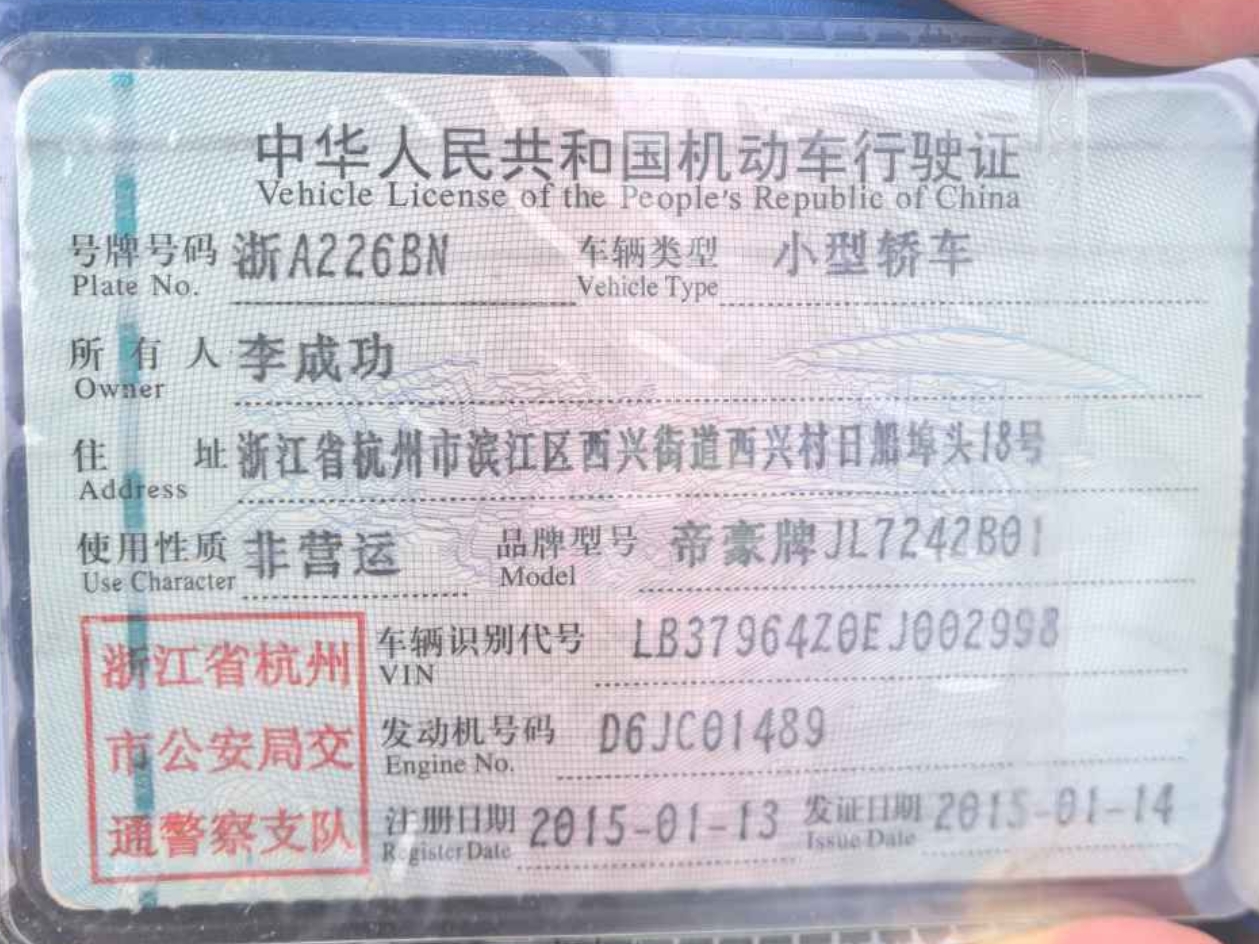 中华人民共和国机动车行驶证
Vehicle License of the People's Republic of China
号牌号码 浙A226BN 车辆类型 小型轿车
Plate No. Vehicle Type
所有人 李成功
Owner
住址 浙江省杭州市滨江区西兴街道西兴村日船埠头18号
Address
使用性质 非营运 品牌型号 帝豪牌JL7242B01
Use Character Model
车辆识别代号 LB37964Z0EJ002998
VIN
发动机号码 D6JC01489
Engine No.
注册日期 2015-01-13 发证日期 2015-01-14
Register Date Issue Date
浙江省杭州
市公安局交
通警察支队